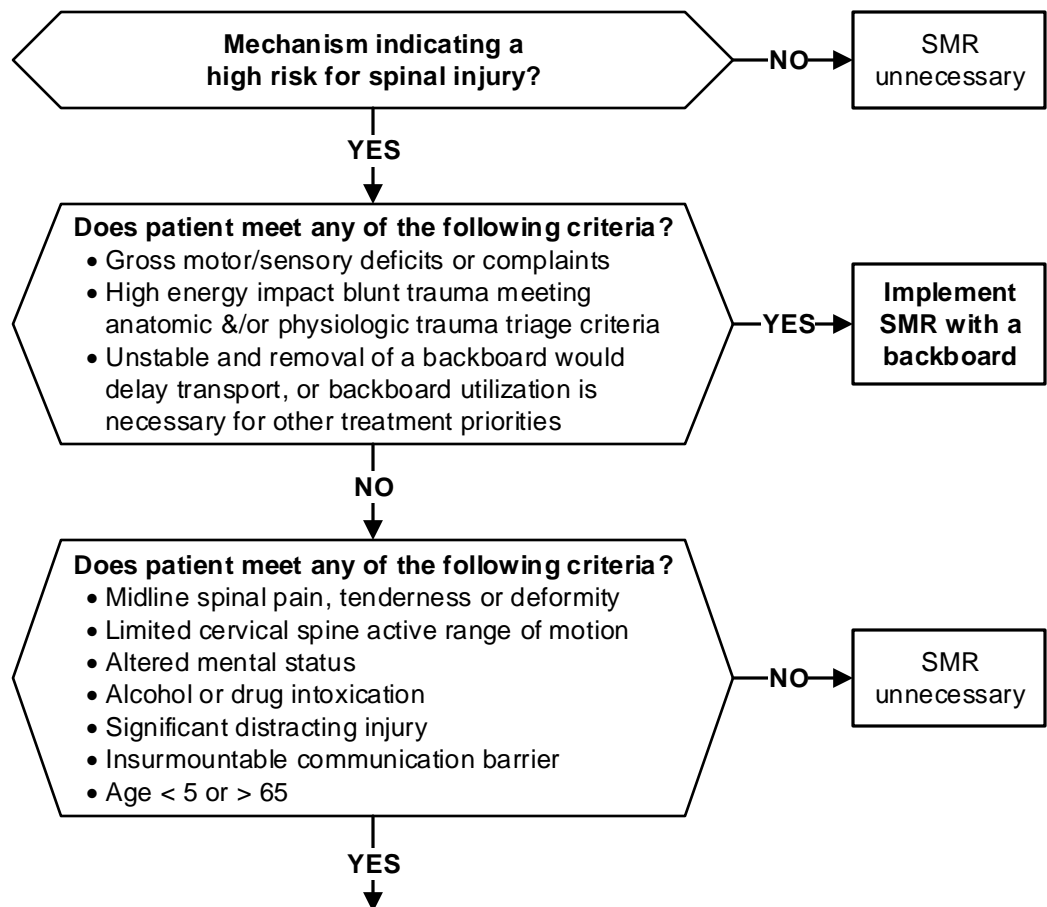 Mechanism indicating a
high risk for spinal injury?
NO
SMR
unnecessary
YES
Does patient meet any of the following criteria?
• Gross motor/sensory deficits or complaints
• High energy impact blunt trauma meeting
anatomic &/or physiologic trauma triage criteria
• Unstable and removal of a backboard would
delay transport, or backboard utilization is
necessary for other treatment priorities
YES
Implement
SMR with a
backboard
NO
Does patient meet any of the following criteria?
• Midline spinal pain, tenderness or deformity
• Limited cervical spine active range of motion
• Altered mental status
• Alcohol or drug intoxication
• Significant distracting injury
• Insurmountable communication barrier
• Age < 5 or > 65
NO
SMR
unnecessary
YES